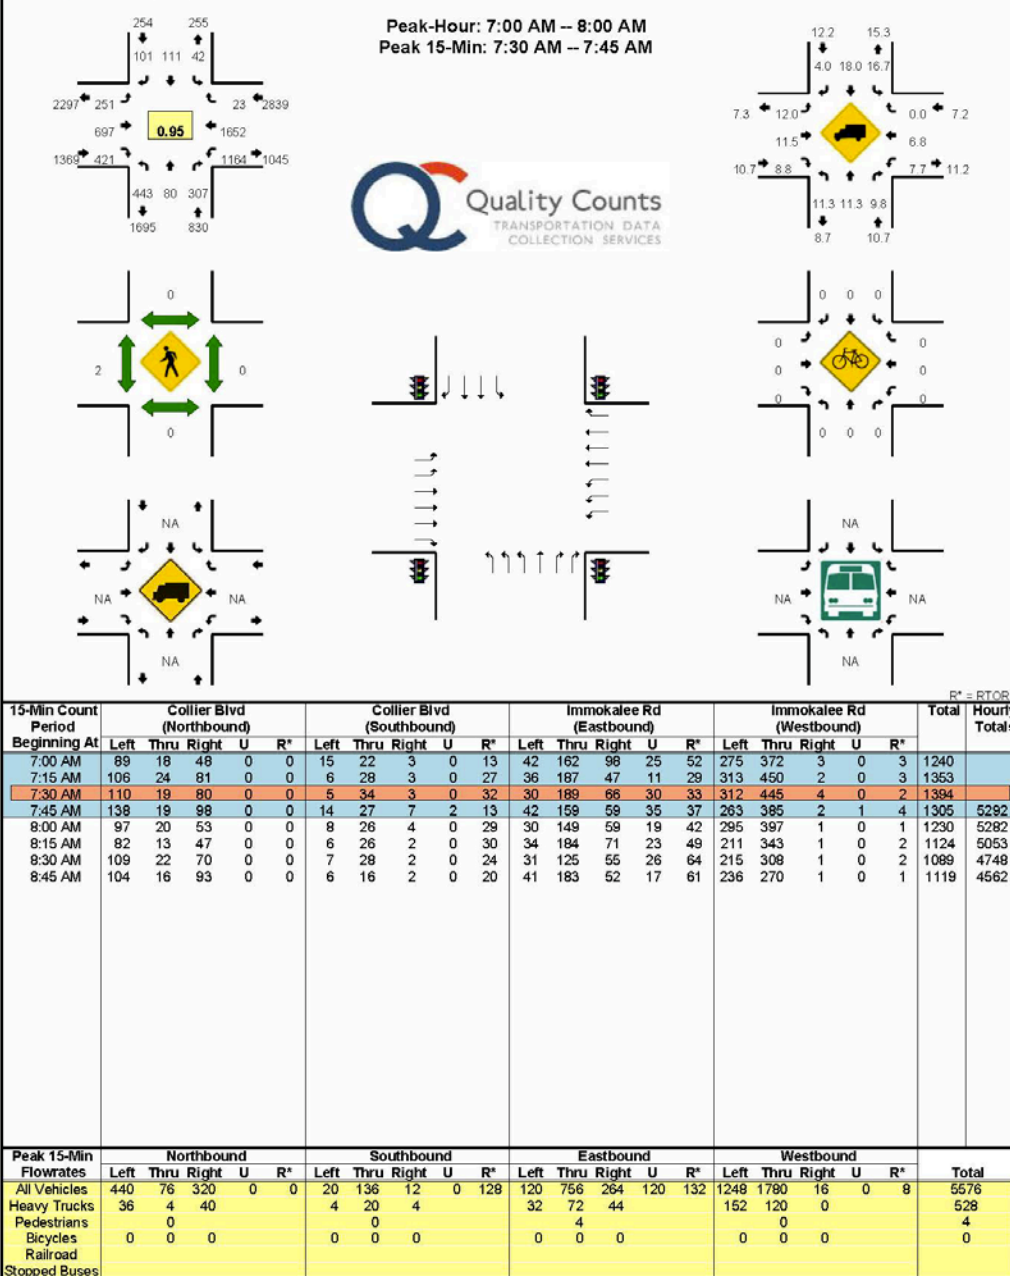 Peak-Hour: 7:00 AM -- 8:00 AM
Peak 15-Min: 7:30 AM -- 7:45 AM
254 255
101 111 42
2297 251 23 2839
697 0.95 1652
1369 421 1164 1045
443 80 307
1695 830
12.2 15.3
4.0 18.0 16.7
7.3 12.0 0.0 7.2
11.5 6.8
10.7 8.8 7.7 11.2
11.3 11.3 9.8
8.7 10.7
Quality Counts
TRANSPORTATION DATA
COLLECTION SERVICES
0
2 0
0
0 0 0
0 0
0 0
0 0
0 0 0
NA
NA NA
NA
NA
NA NA
NA
R* = RTOR
15-Min Count Period Beginning At Collier Blvd (Northbound) Collier Blvd (Southbound) Immokalee Rd (Eastbound) Immokalee Rd (Westbound) Total Hourly Totals
Left Thru Right U R* Left Thru Right U R* Left Thru Right U R* Left Thru Right U R*
7:00 AM 89 18 48 0 0 15 22 3 0 13 42 162 98 25 52 275 372 3 0 3 1240
7:15 AM 106 24 81 0 0 6 28 3 0 27 36 187 47 11 29 313 450 2 0 3 1353
7:30 AM 110 19 80 0 0 5 34 3 0 32 30 189 66 30 33 312 445 4 0 2 1394
7:45 AM 138 19 98 0 0 14 27 7 2 13 42 159 59 35 37 263 385 2 1 4 1305 5292
8:00 AM 97 20 53 0 0 8 26 4 0 29 30 149 59 19 42 295 397 1 0 1 1230 5282
8:15 AM 82 13 47 0 0 6 26 2 0 30 34 184 71 23 49 211 343 1 0 2 1124 5053
8:30 AM 109 22 70 0 0 7 28 2 0 24 31 125 55 26 64 215 308 1 0 2 1089 4748
8:45 AM 104 16 93 0 0 6 16 2 0 20 41 183 52 17 61 236 270 1 0 1 1119 4562
Peak 15-Min Flowrates Northbound Southbound Eastbound Westbound
Left Thru Right U R* Left Thru Right U R* Left Thru Right U R* Left Thru Right U R* Total
All Vehicles 440 76 320 0 0 20 136 12 0 128 120 756 264 120 132 1248 1780 16 0 8 5576
Heavy Trucks 36 4 40 4 20 4 32 72 44 152 120 0 528
Pedestrians 0 0 4 0 4
Bicycles 0 0 0 0 0 0 0 0 0 0 0 0 0
Railroad
Stopped Buses